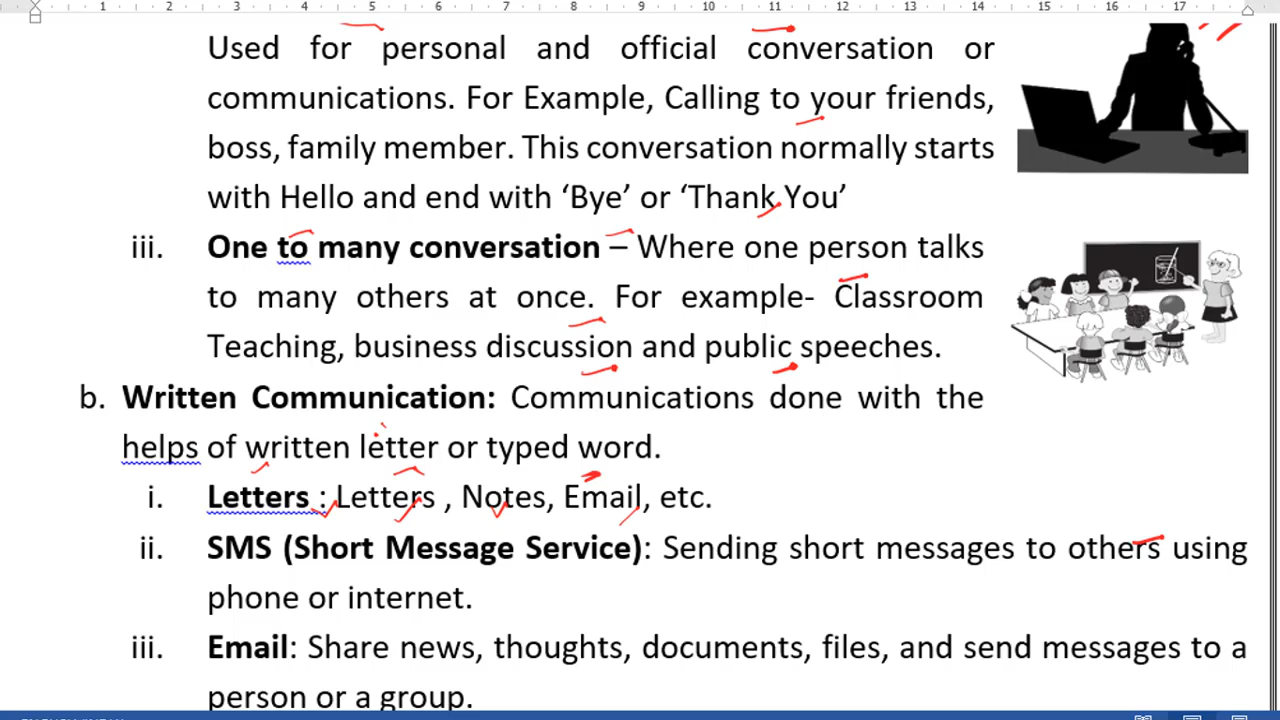 1 2 3 4 5 6 7 8 9 10 11 12 13 14 15 16 17
Used for personal and official conversation or
communications. For Example, Calling to your friends,
boss, family member. This conversation normally starts
with Hello and end with ‘Bye’ or ‘Thank You’
iii. One to many conversation – Where one person talks
to many others at once. For example- Classroom
Teaching, business discussion and public speeches.
b. Written Communication: Communications done with the
helps of written letter or typed word.
i. Letters : Letters , Notes, Email, etc.
ii. SMS (Short Message Service): Sending short messages to others using
phone or internet.
iii. Email: Share news, thoughts, documents, files, and send messages to a
person or a group.